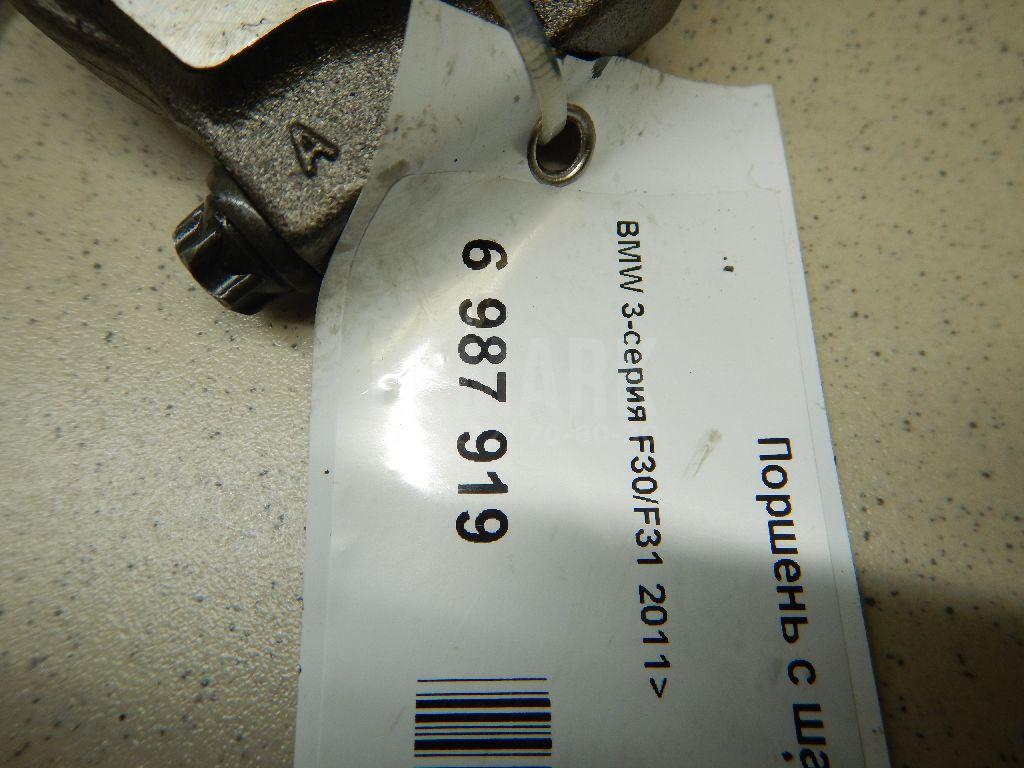 Поршень с ша
BMW 3-серия F30/F31 2011>
6 987 919
A